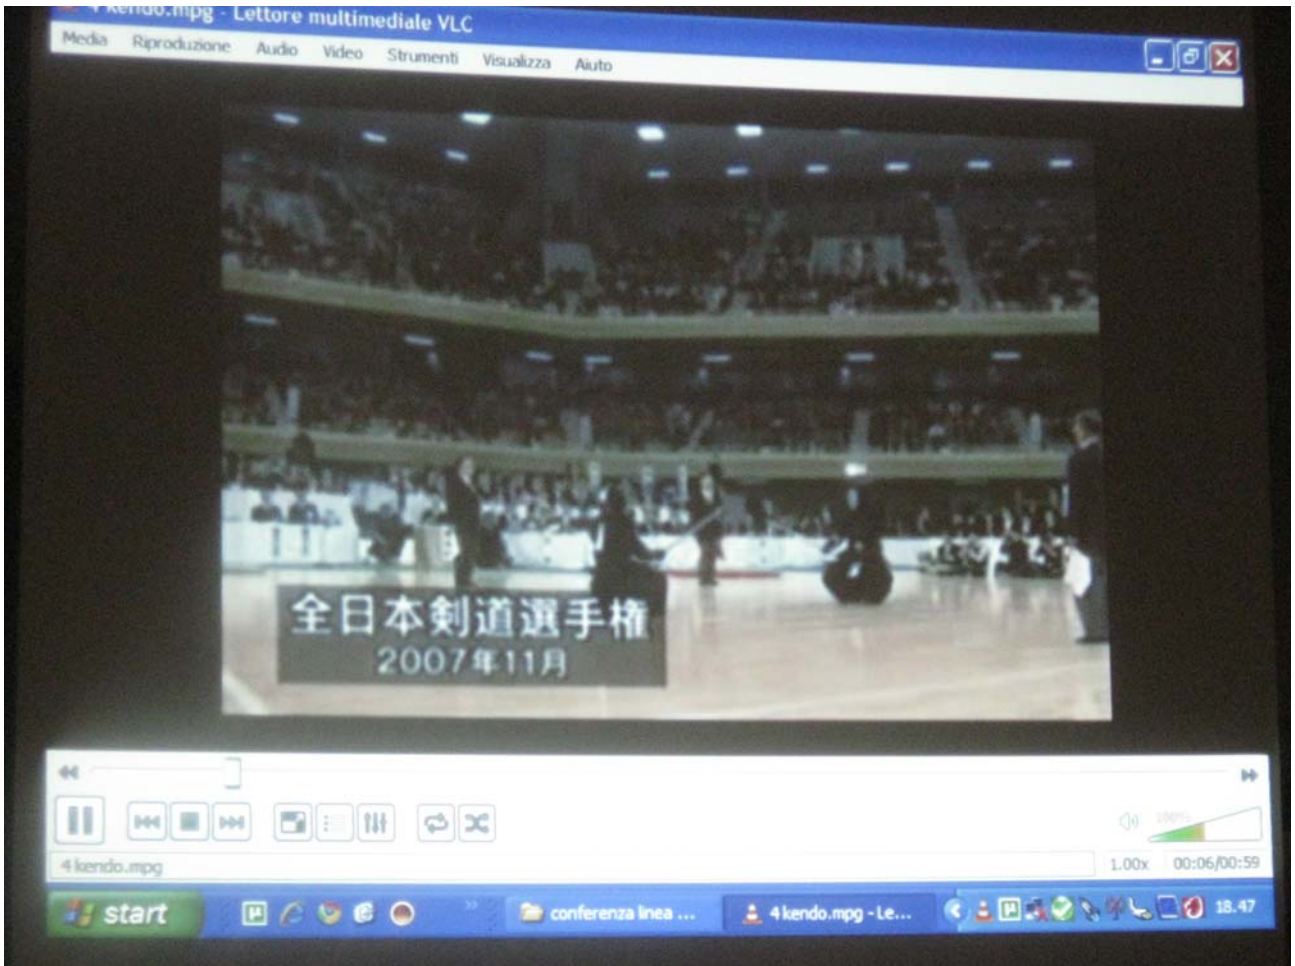 4 kendo.mpg - Lettore multimediale VLC
Media Riproduzione Audio Video Strumenti Visualizza Aiuto
全日本剣道選手権
2007年11月
100%
4 kendo.mpg
1.00x 00:06/00:59
start
conferenza linea ...
4 kendo.mpg - Le...
18.47